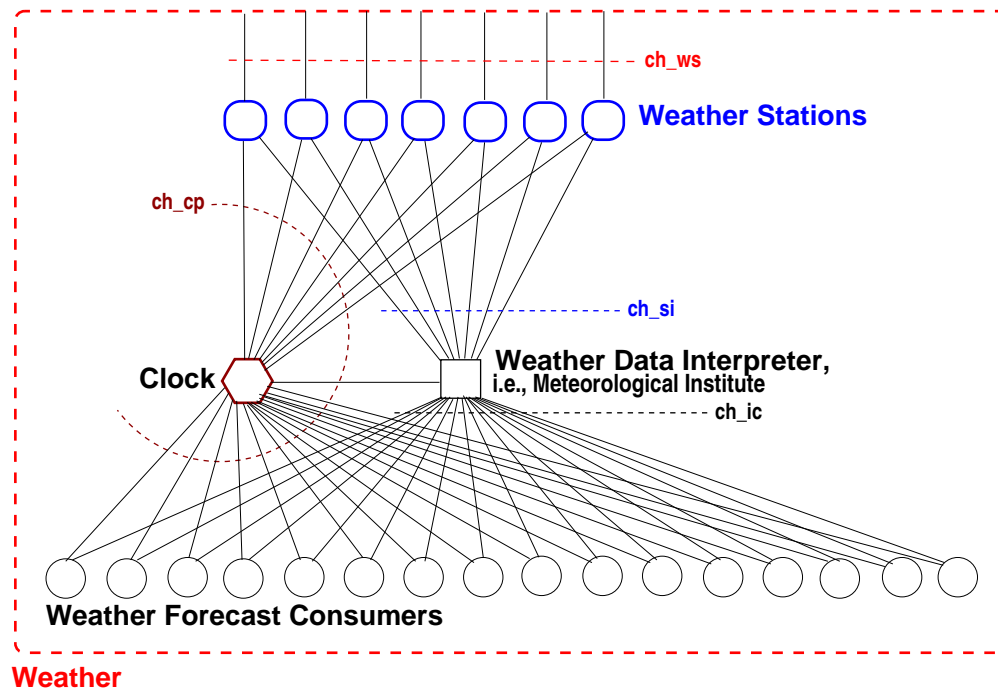 ch_ws
Weather Stations
ch_cp
ch_si
Clock
Weather Data Interpreter,
i.e., Meteorological Institute
ch_ic
Weather Forecast Consumers
Weather